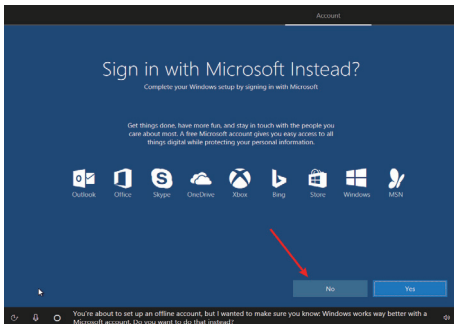 Account
Sign in with Microsoft Instead?
Complete your Windows setup by signing in with Microsoft
Get things done, have more fun, and stay in touch with the people you
care about most. A free Microsoft account gives you easy access to all
things digital while protecting your personal information.
Outlook Office Skype OneDrive Xbox Bing Store Windows MSN
No Yes
You're about to set up an offline account, but I wanted to make sure you know: Windows works way better with a
Microsoft account. Do you want to do that instead?